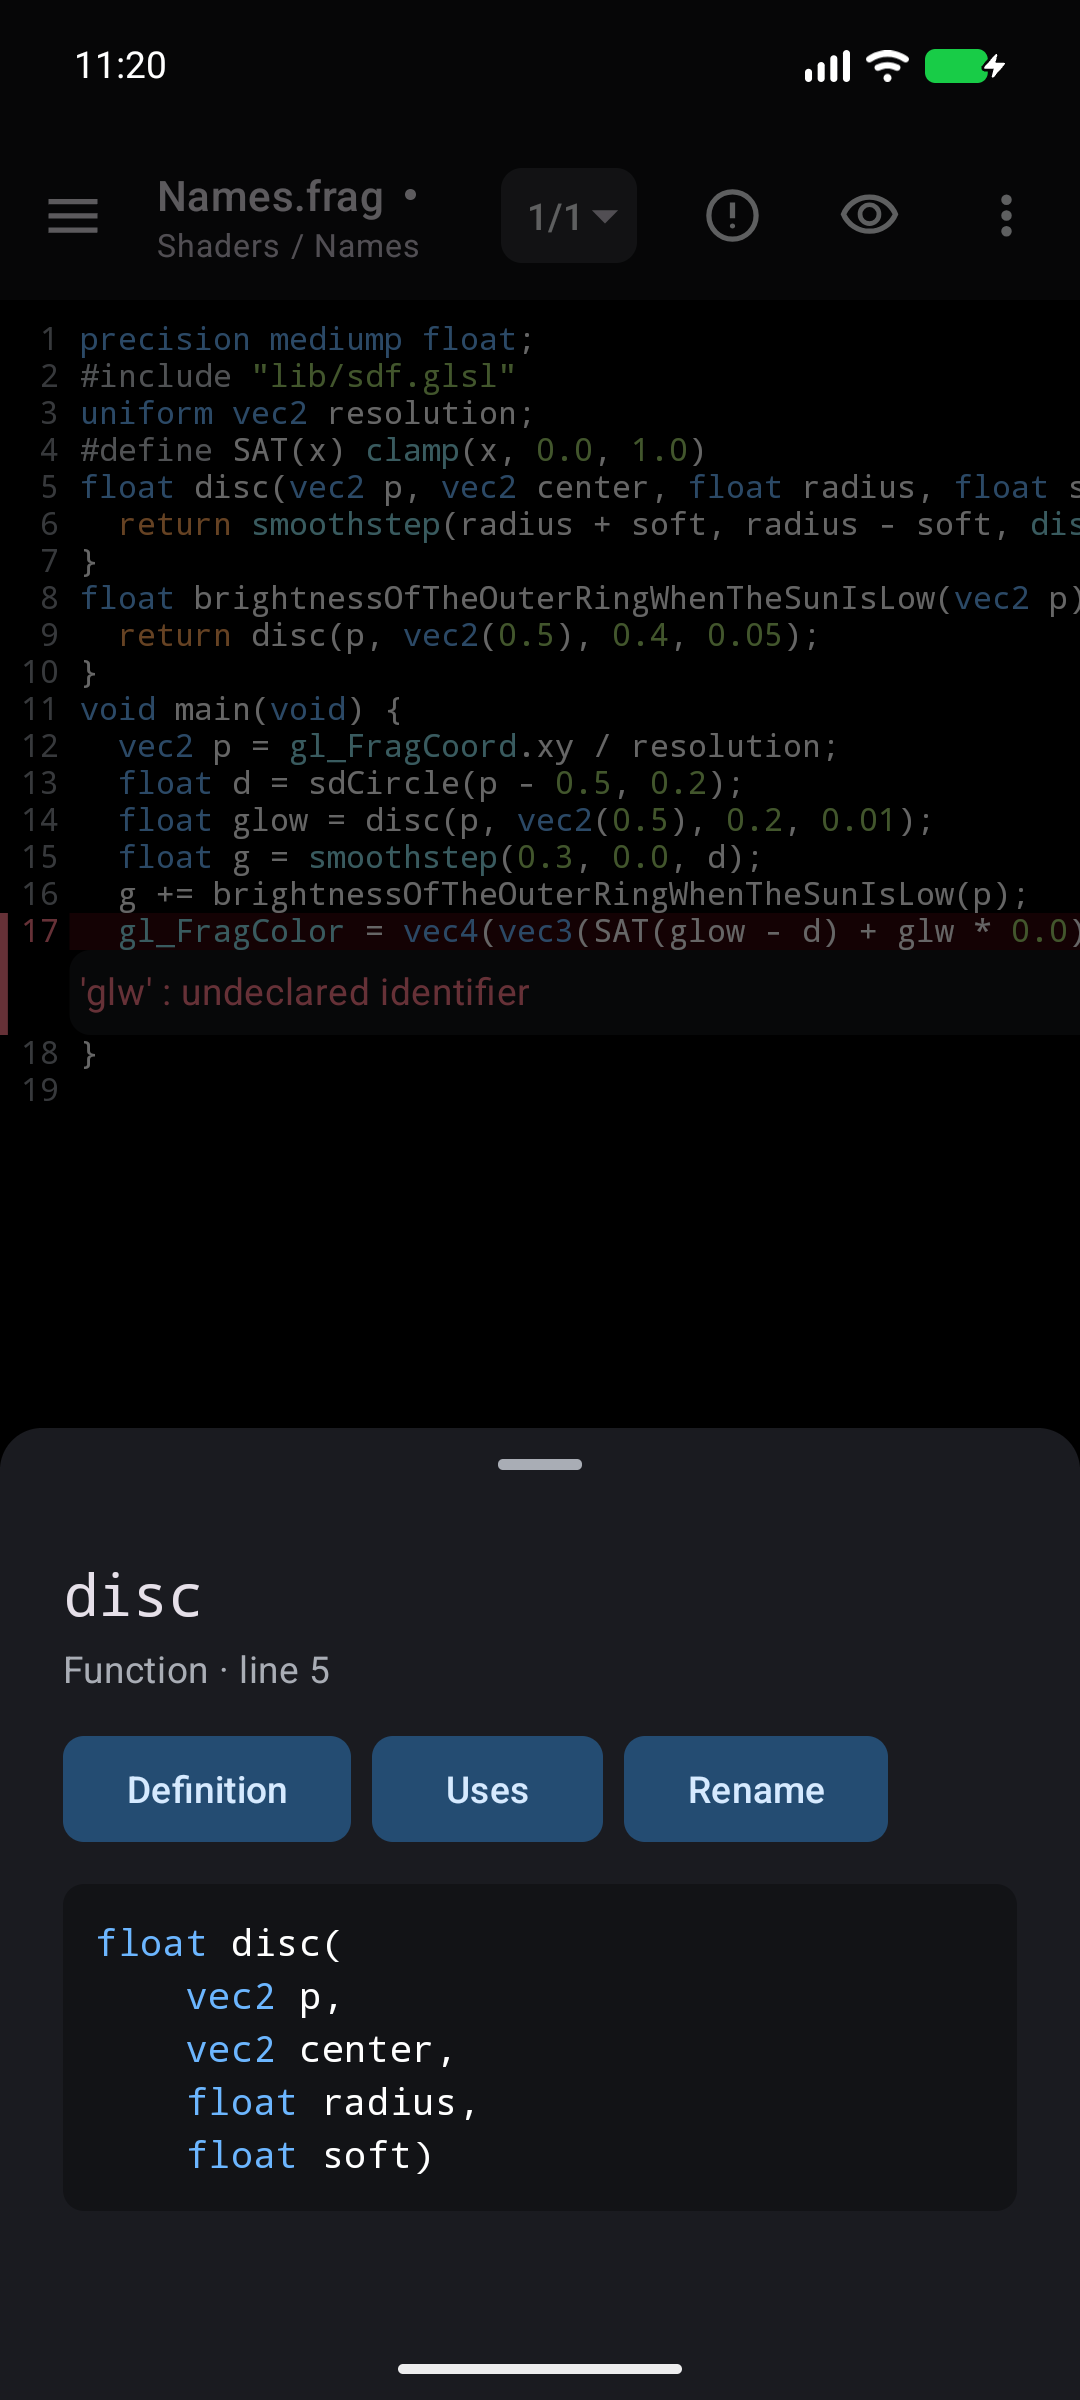 11:20
Names.frag •
Shaders / Names
1/1
1 precision mediump float;
2 #include "lib/sdf.glsl"
3 uniform vec2 resolution;
4 #define SAT(x) clamp(x, 0.0, 1.0)
5 float disc(vec2 p, vec2 center, float radius, float s
6   return smoothstep(radius + soft, radius - soft, dis
7 }
8 float brightnessOfTheOuterRingWhenTheSunIsLow(vec2 p)
9   return disc(p, vec2(0.5), 0.4, 0.05);
10 }
11 void main(void) {
12   vec2 p = gl_FragCoord.xy / resolution;
13   float d = sdCircle(p - 0.5, 0.2);
14   float glow = disc(p, vec2(0.5), 0.2, 0.01);
15   float g = smoothstep(0.3, 0.0, d);
16   g += brightnessOfTheOuterRingWhenTheSunIsLow(p);
17   gl_FragColor = vec4(vec3(SAT(glow - d) + glw * 0.0)
'glw' : undeclared identifier
18 }
19
disc
Function · line 5
Definition Uses Rename
float disc(
    vec2 p,
    vec2 center,
    float radius,
    float soft)